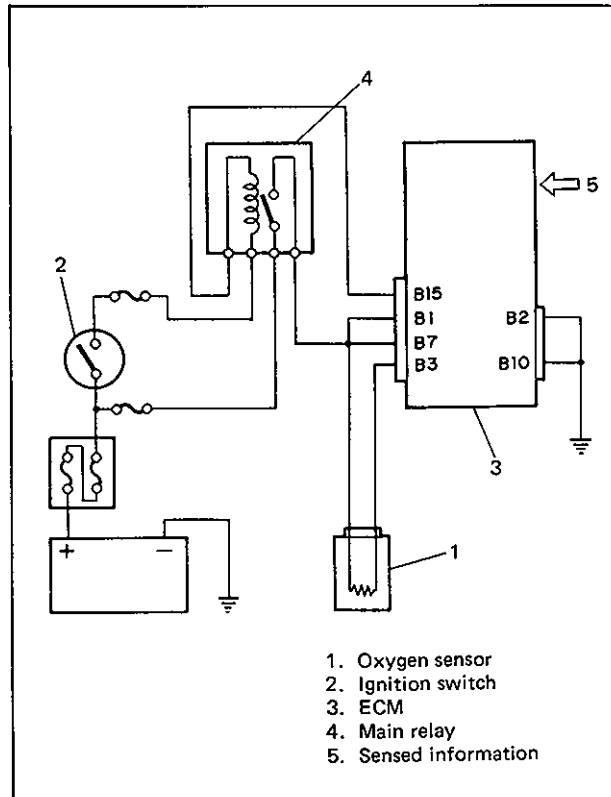 4
5
2
B15
B1
B7
B3
B2
B10
3
+
−
1
1. Oxygen sensor
2. Ignition switch
3. ECM
4. Main relay
5. Sensed information